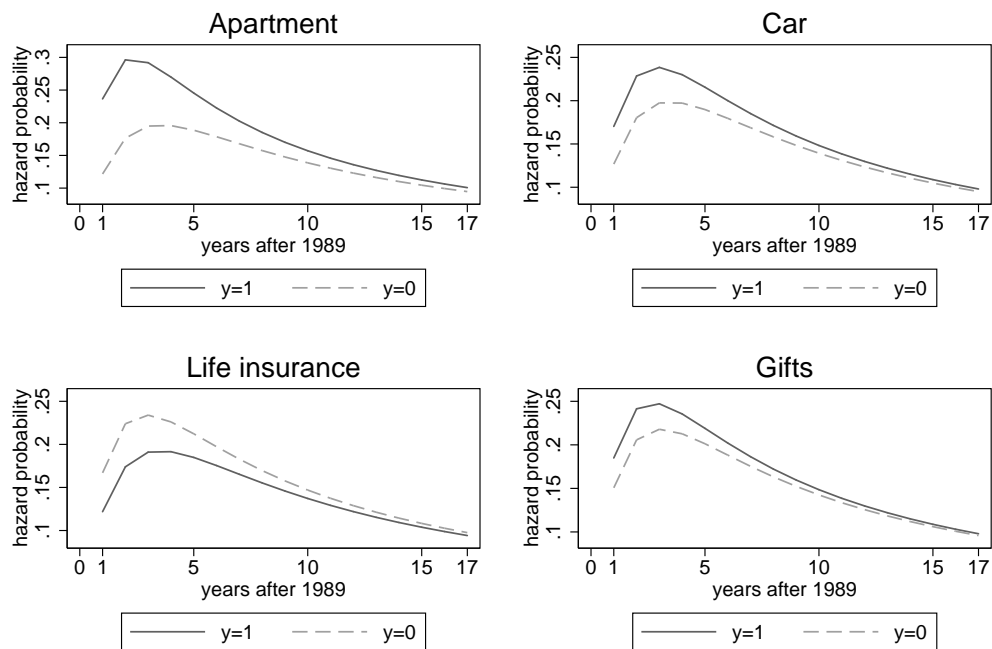 Apartment
hazard probability
.1 .15 .2 .25 .3
0 1 5 10 15 17
years after 1989
y=1 y=0
Car
hazard probability
.1 .15 .2 .25
0 1 5 10 15 17
years after 1989
y=1 y=0
Life insurance
hazard probability
.1 .15 .2 .25
0 1 5 10 15 17
years after 1989
y=1 y=0
Gifts
hazard probability
.1 .15 .2 .25
0 1 5 10 15 17
years after 1989
y=1 y=0